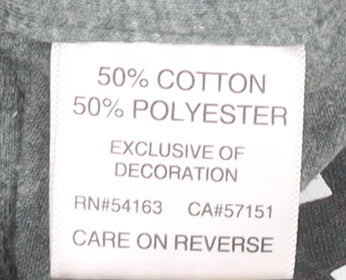 50% COTTON
50% POLYESTER
EXCLUSIVE OF
DECORATION
RN#54163 CA#57151
CARE ON REVERSE